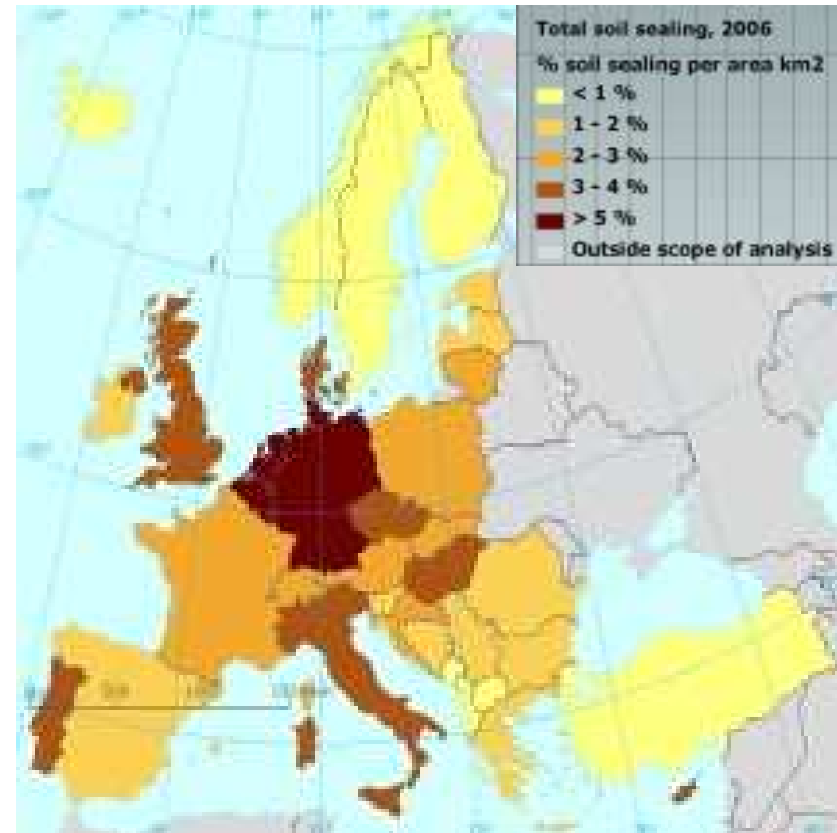 Total soil sealing, 2006
% soil sealing per area km2
< 1 %
1 - 2 %
2 - 3 %
3 - 4 %
> 5 %
Outside scope of analysis